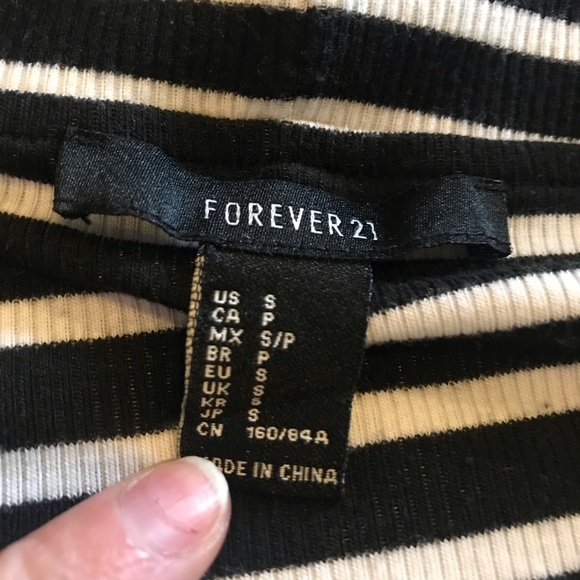 FOREVER 21
US S
CA P
MX S/P
BR P
EU S
UK S
KR S
JP S
CN 160/84A
MADE IN CHINA